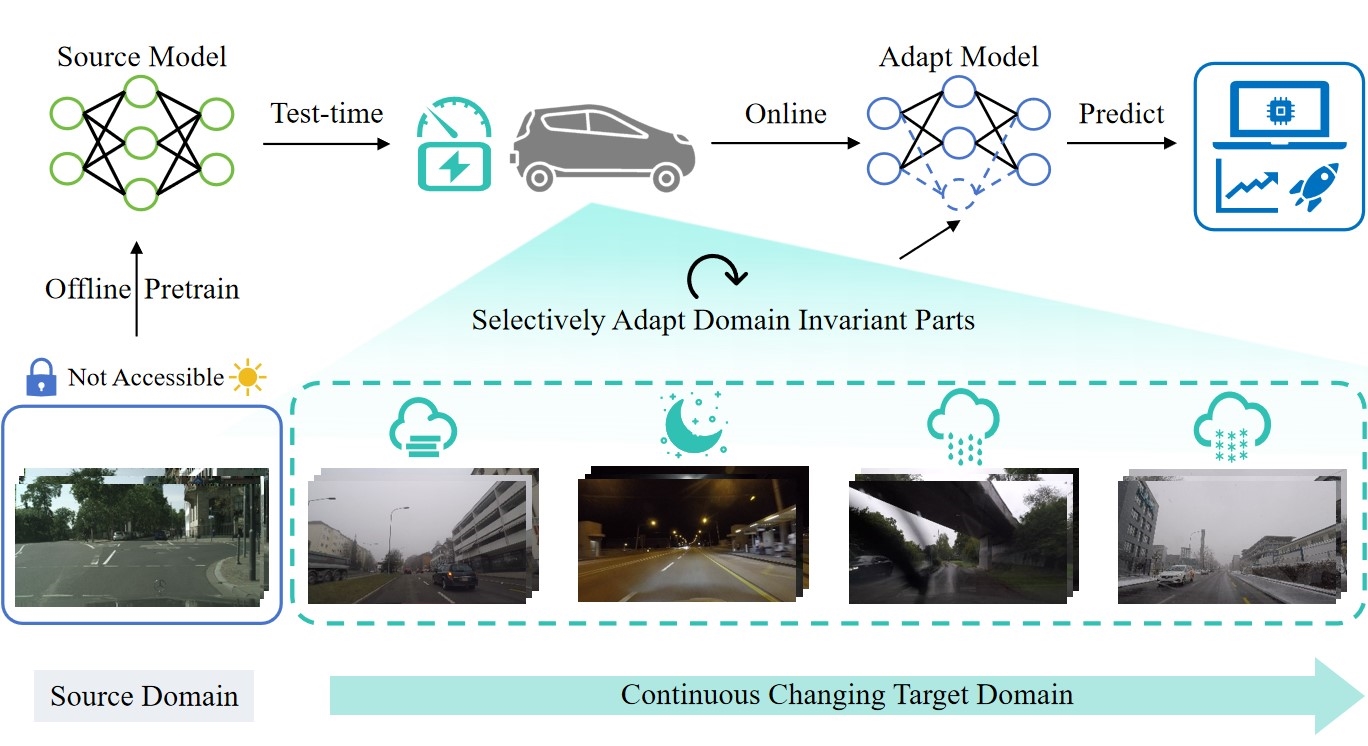 Source Model
Adapt Model
Test-time
Online
Predict
Offline Pretrain
Selectively Adapt Domain Invariant Parts
Not Accessible
Source Domain
Continuous Changing Target Domain